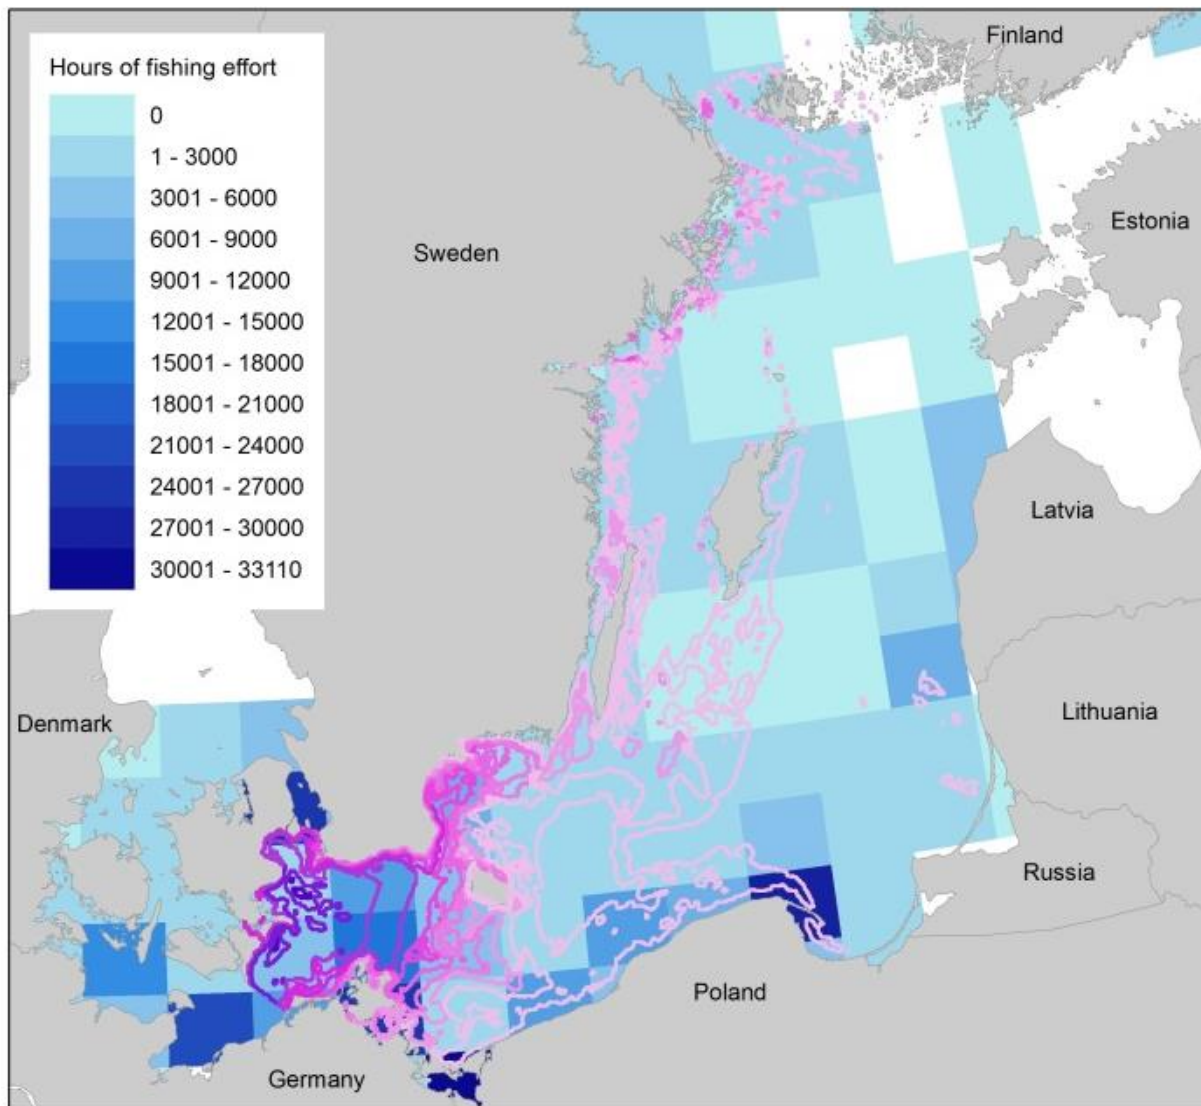 Finland
Hours of fishing effort
0
1 - 3000
3001 - 6000
6001 - 9000
9001 - 12000
12001 - 15000
15001 - 18000
18001 - 21000
21001 - 24000
24001 - 27000
27001 - 30000
30001 - 33110
Estonia
Sweden
Latvia
Lithuania
Denmark
Russia
Poland
Germany